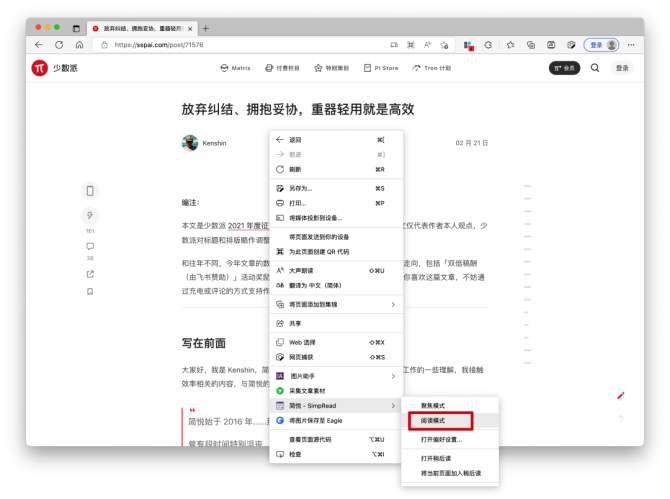 放弃纠结、拥抱妥协，重器轻用
https://sspai.com/post/71576
登录
少数派
Matrix
付费栏目
特别策划
Pi Store
Tron 计划
π+ 会员
登录
放弃纠结、拥抱妥协，重器轻用就是高效
Kenshin
02 月 21 日
161
38
编注：
本文是少数派 2021 年度征
文仅代表作者本人观点，少
数派对标题和排版略作调整
和往年不同，今年文章的数
走向，包括「双倍稿酬
（由飞书赞助）」活动奖励
你喜欢这篇文章，不妨通
过充电或评论的方式支持作
写在前面
大家好，我是 Kenshin，简
工作的一些理解，我接触
效率相关的内容，与简悦的
简悦始于 2016 年……
曾有段时间特别沮丧
返回 ⌘[
前进 ⌘]
刷新 ⌘R
另存为... ⌘S
打印... ⌘P
将媒体投影到设备...
将页面发送到你的设备
为此页面创建 QR 代码
大声朗读 ⇧⌘U
翻译为 中文（简体）
将页面添加到集锦
共享
Web 选择 ⇧⌘X
网页捕获 ⇧⌘S
图片助手
采集文章素材
简悦 - SimpRead
将图片保存至 Eagle
查看页面源代码 ⌥⌘U
检查 ⌥⌘I
聚焦模式
阅读模式
打开偏好设置...
打开稍后读
将当前页面加入稍后读